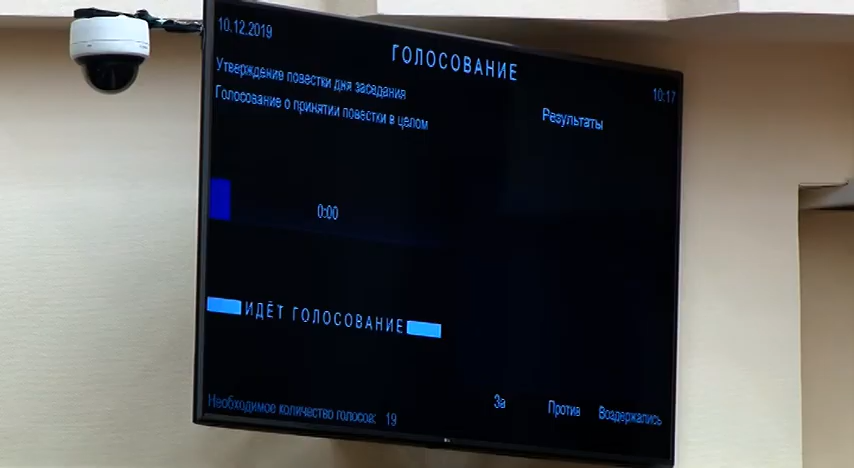 10.12.2019
ГОЛОСОВАНИЕ
10:17
Утверждение повестки дня заседания
Голосование о принятии повестки в целом
Результаты
0:00
ИДЁТ ГОЛОСОВАНИЕ
За Против Воздержались
Необходимое количество голосов: 19